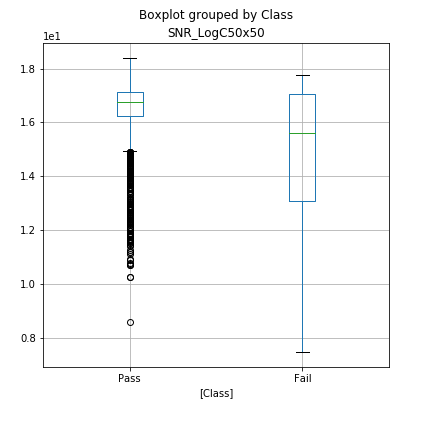 Boxplot grouped by Class
SNR_LogC50x50
1e1
1.8
1.6
1.4
1.2
1.0
0.8
Pass Fail
[Class]